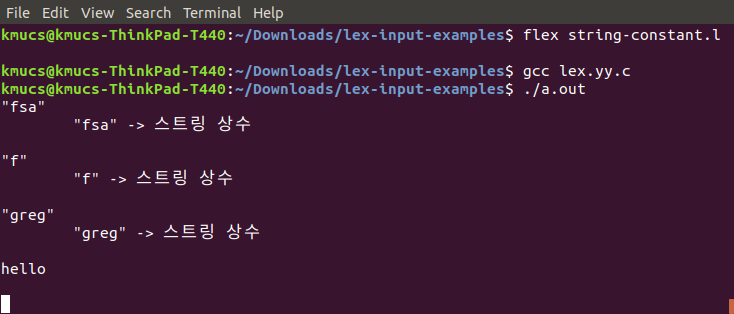 File Edit View Search Terminal Help
kmucs@kmucs-ThinkPad-T440:~/Downloads/lex-input-examples$ flex string-constant.l
kmucs@kmucs-ThinkPad-T440:~/Downloads/lex-input-examples$ gcc lex.yy.c
kmucs@kmucs-ThinkPad-T440:~/Downloads/lex-input-examples$ ./a.out
"fsa"
"fsa" -> 스트링 상수
"f"
"f" -> 스트링 상수
"greg"
"greg" -> 스트링 상수
hello